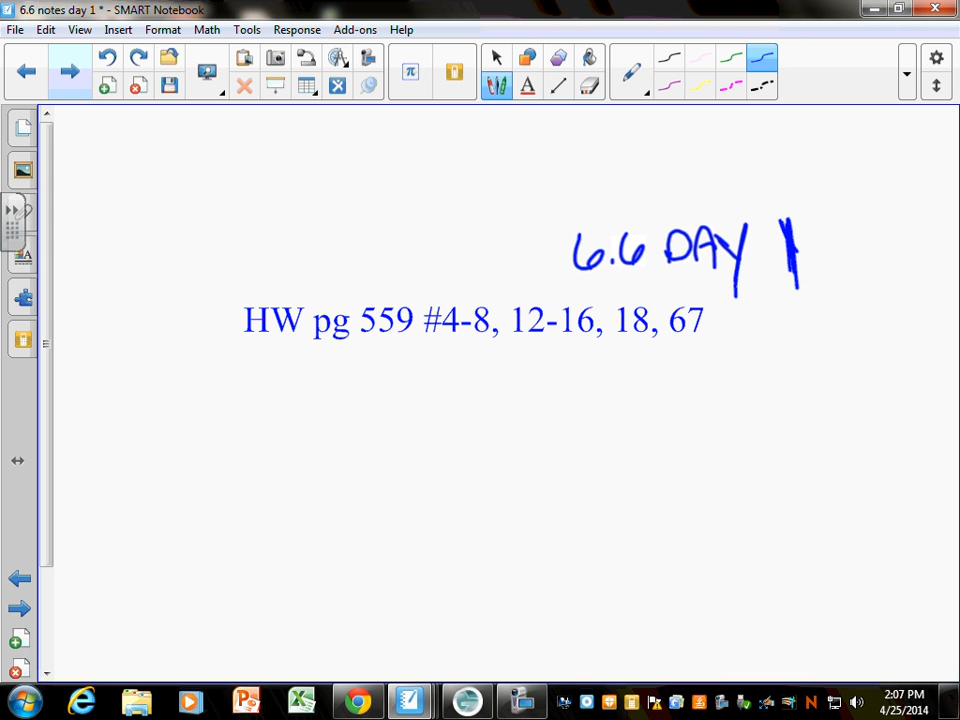 6.6 notes day 1 * - SMART Notebook
File Edit View Insert Format Math Tools Response Add-ons Help
6.6 DAY 1
HW pg 559 #4-8, 12-16, 18, 67
2:07 PM
4/25/2014